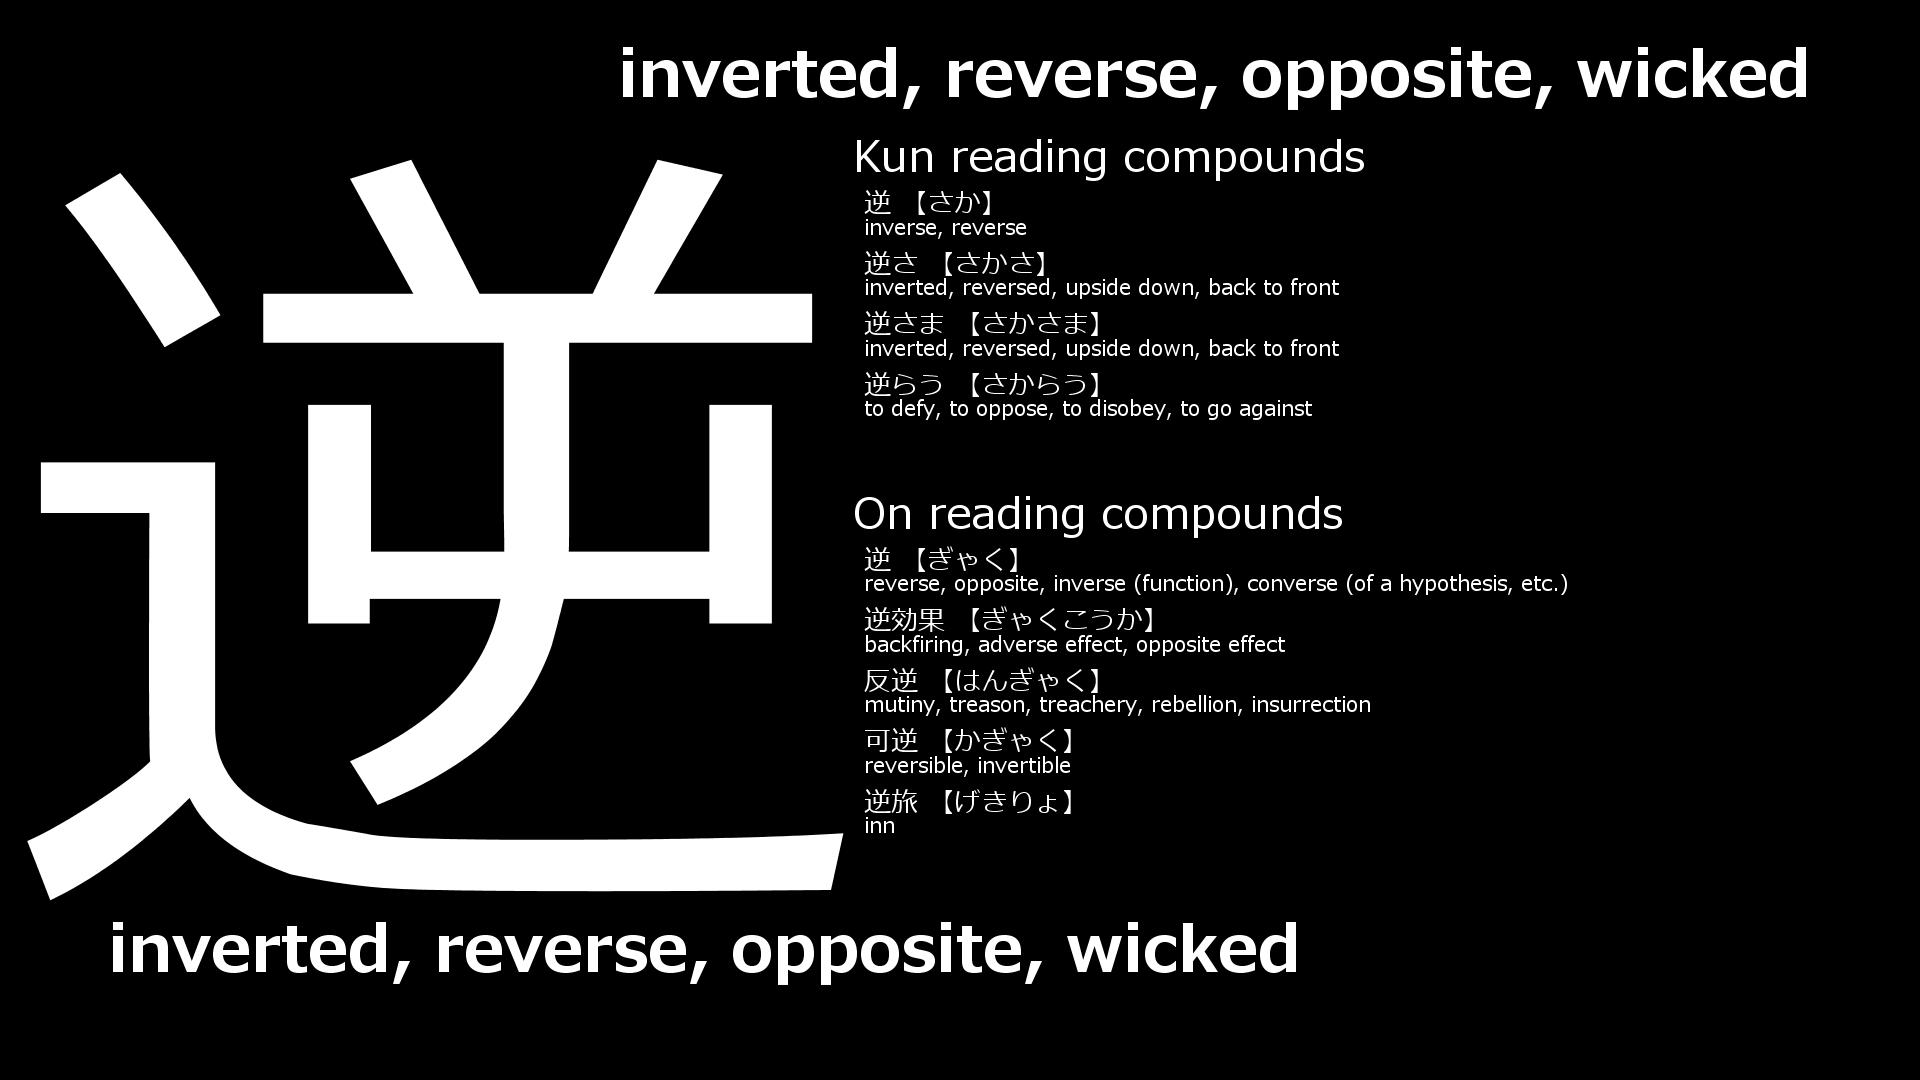 inverted, reverse, opposite, wicked
逆
Kun reading compounds
逆 【さか】
inverse, reverse
逆さ 【さかさ】
inverted, reversed, upside down, back to front
逆さま 【さかさま】
inverted, reversed, upside down, back to front
逆らう 【さからう】
to defy, to oppose, to disobey, to go against
On reading compounds
逆 【ぎゃく】
reverse, opposite, inverse (function), converse (of a hypothesis, etc.)
逆効果 【ぎゃくこうか】
backfiring, adverse effect, opposite effect
反逆 【はんぎゃく】
mutiny, treason, treachery, rebellion, insurrection
可逆 【かぎゃく】
reversible, invertible
逆旅 【げきりょ】
inn
inverted, reverse, opposite, wicked